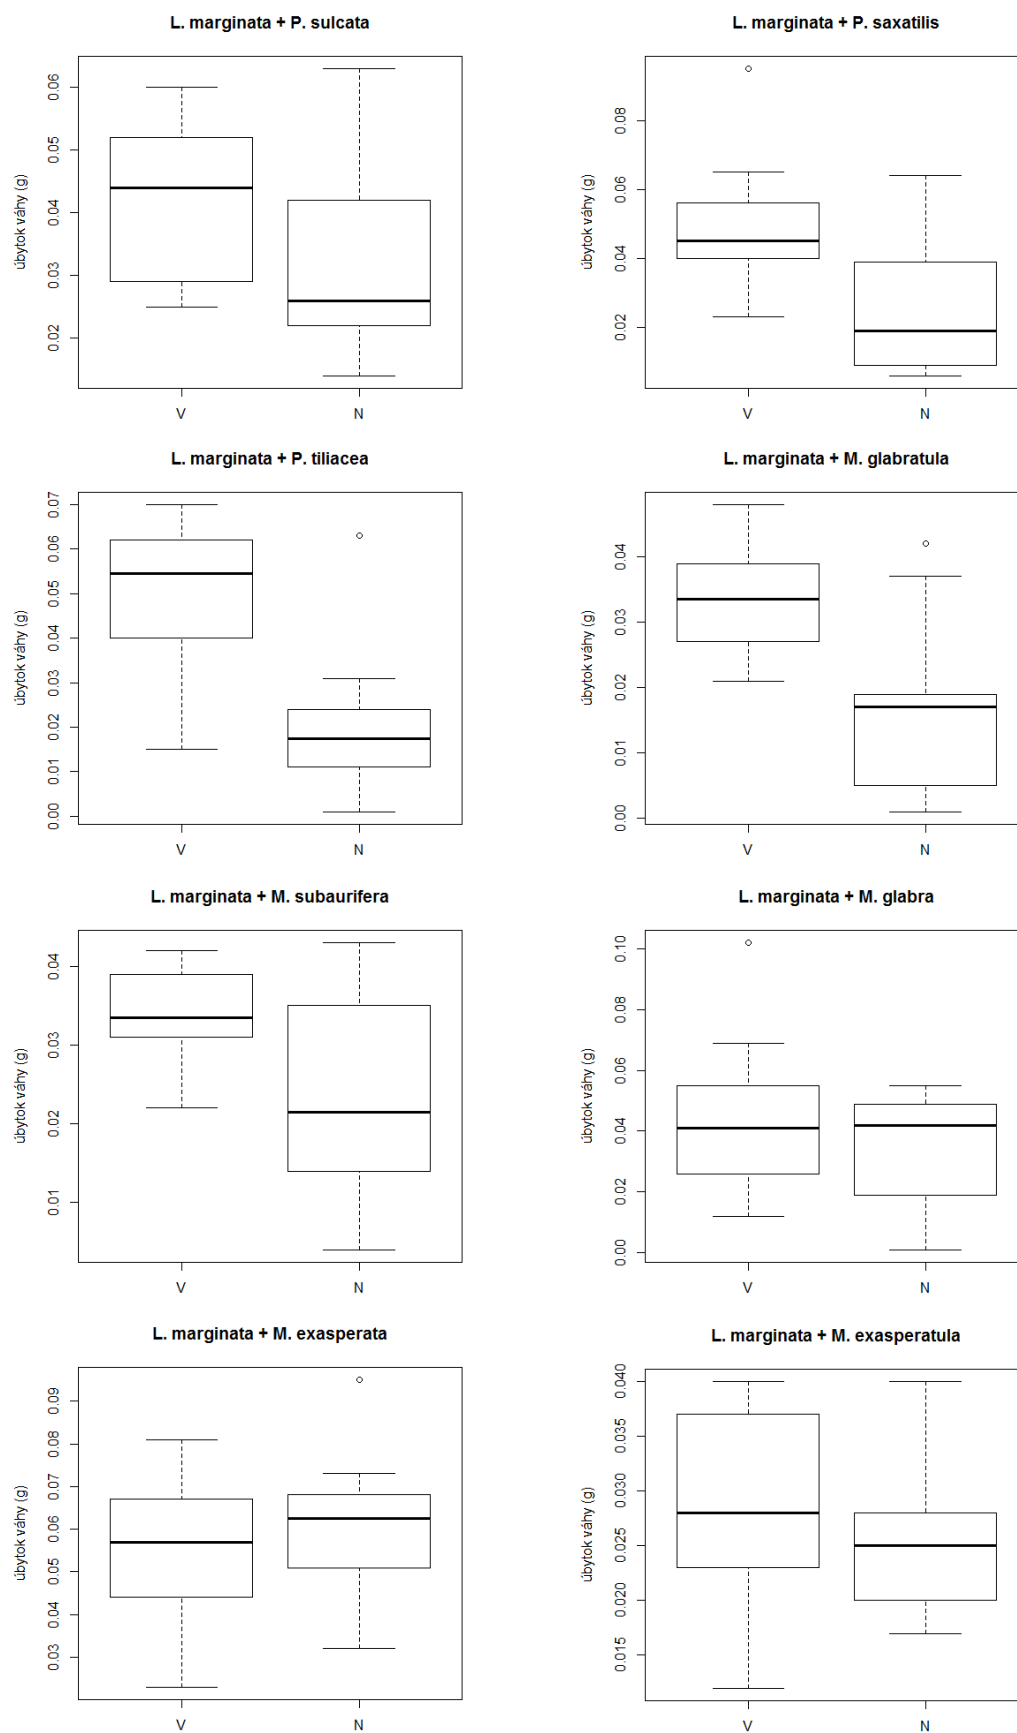 L. marginata + P. sulcata
úbytok váhy (g)
0.02 0.03 0.04 0.05 0.06
V N
L. marginata + P. saxatilis
úbytok váhy (g)
0.02 0.04 0.06 0.08
V N
L. marginata + P. tiliacea
úbytok váhy (g)
0.00 0.01 0.02 0.03 0.04 0.05 0.06 0.07
V N
L. marginata + M. glabratula
úbytok váhy (g)
0.00 0.01 0.02 0.03 0.04
V N
L. marginata + M. subaurifera
úbytok váhy (g)
0.01 0.02 0.03 0.04
V N
L. marginata + M. glabra
úbytok váhy (g)
0.00 0.02 0.04 0.06 0.08 0.10
V N
L. marginata + M. exasperata
úbytok váhy (g)
0.03 0.04 0.05 0.06 0.07 0.08 0.09
V N
L. marginata + M. exasperatula
úbytok váhy (g)
0.015 0.020 0.025 0.030 0.035 0.040
V N